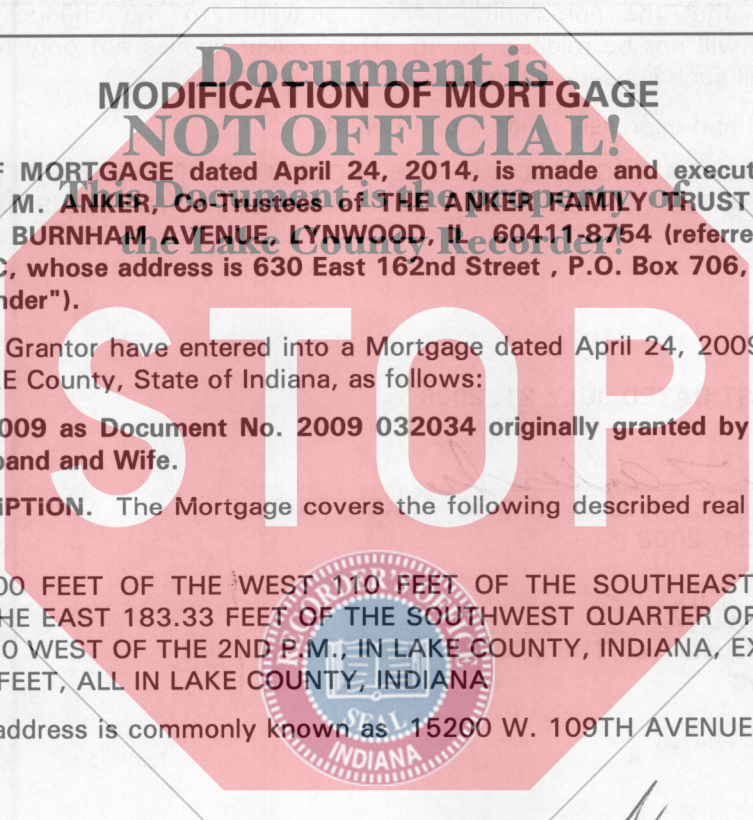 Document is
MODIFICATION OF MORTGAGE
NOT OFFICIAL!
F MORTGAGE dated April 24, 2014, is made and execut
This Document is the property of
M. ANKER, Co-Trustees of THE ANKER FAMILY TRUST
the Lake County Recorder!
BURNHAM AVENUE, LYNWOOD, IL 60411-8754 (referre
C, whose address is 630 East 162nd Street , P.O. Box 706,
nder").
Grantor have entered into a Mortgage dated April 24, 2009
E County, State of Indiana, as follows:
009 as Document No. 2009 032034 originally granted by
band and Wife.
STOP
IPTION. The Mortgage covers the following described real
00 FEET OF THE WEST 110 FEET OF THE SOUTHEAST
HE EAST 183.33 FEET OF THE SOUTHWEST QUARTER OF
0 WEST OF THE 2ND P.M., IN LAKE COUNTY, INDIANA, EX
FEET, ALL IN LAKE COUNTY, INDIANA
address is commonly known as 15200 W. 109TH AVENUE
RECORDER'S OFFICE
SEAL
INDIANA